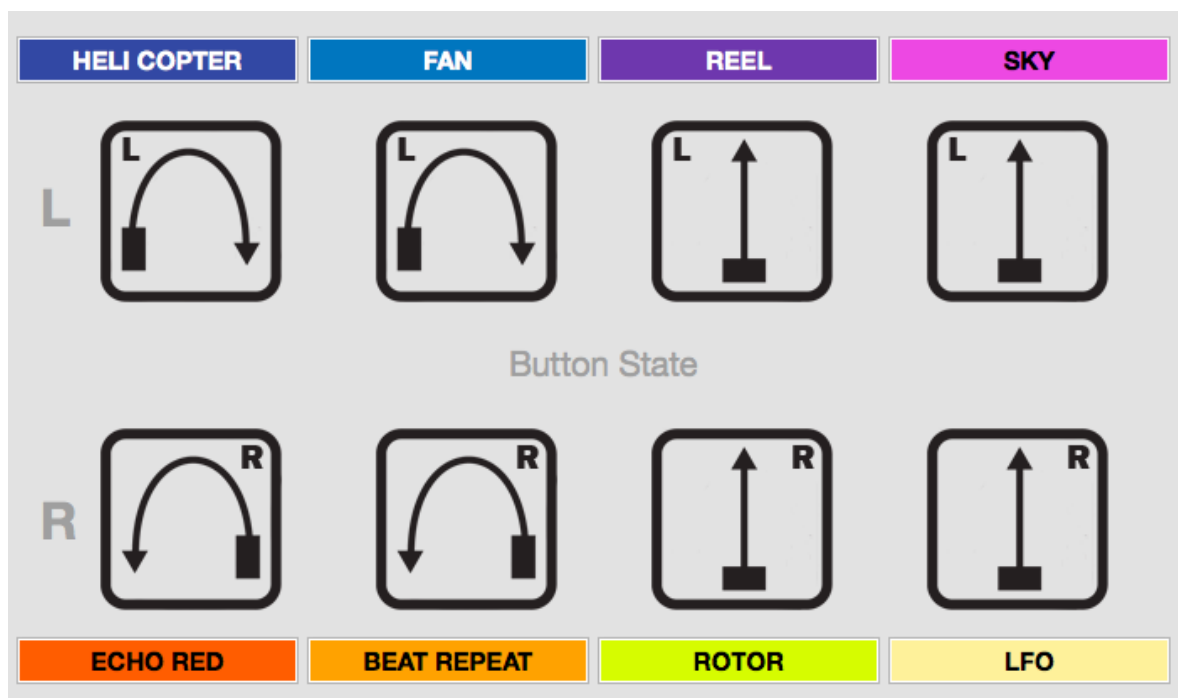 HELI COPTER FAN REEL SKY
L L L L
L
Button State
R R R R
R
ECHO RED BEAT REPEAT ROTOR LFO